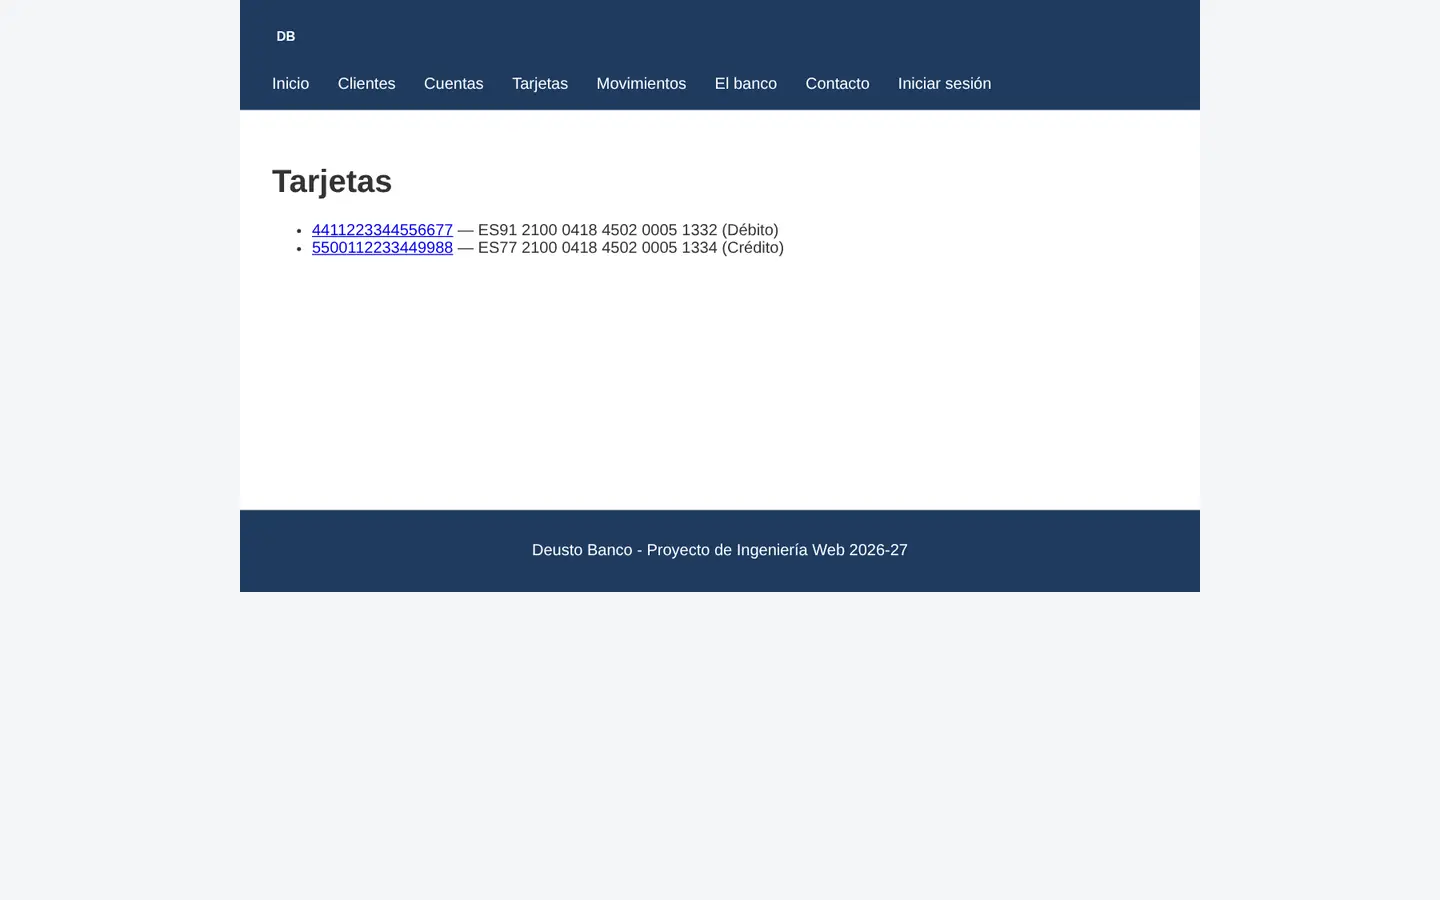 DB
Inicio Clientes Cuentas Tarjetas Movimientos El banco Contacto Iniciar sesión
Tarjetas
4411223344556677 — ES91 2100 0418 4502 0005 1332 (Débito)
5500112233449988 — ES77 2100 0418 4502 0005 1334 (Crédito)
Deusto Banco - Proyecto de Ingeniería Web 2026-27